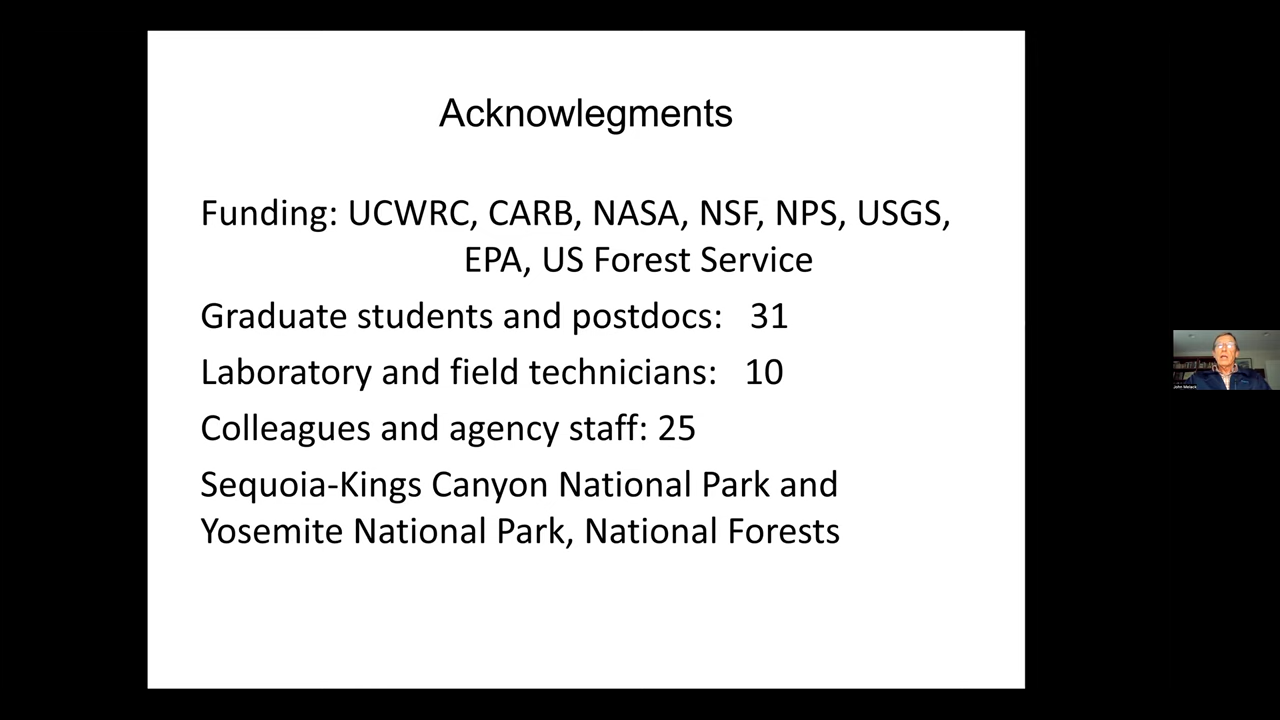 Acknowlegments
Funding: UCWRC, CARB, NASA, NSF, NPS, USGS,
EPA, US Forest Service
Graduate students and postdocs: 31
Laboratory and field technicians: 10
Colleagues and agency staff: 25
Sequoia-Kings Canyon National Park and
Yosemite National Park, National Forests
John Melack